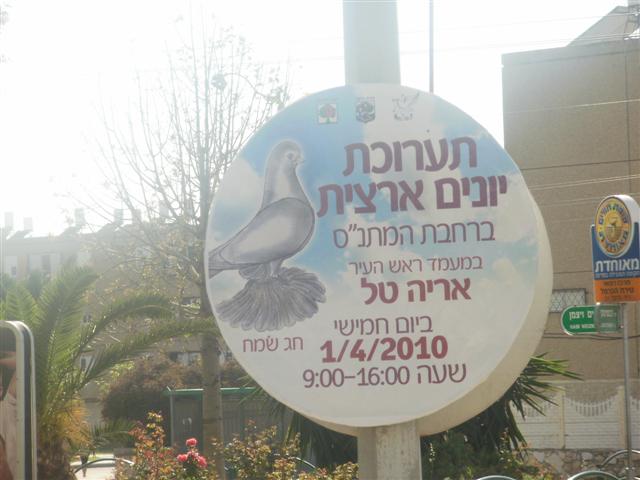 תערוכת
יונים ארצית
ברחבת המתנ"ס
במעמד ראש העיר
אריה טל
ביום חמישי
חג שמח
1/4/2010
שעה 9:00-16:00
מאוחדת